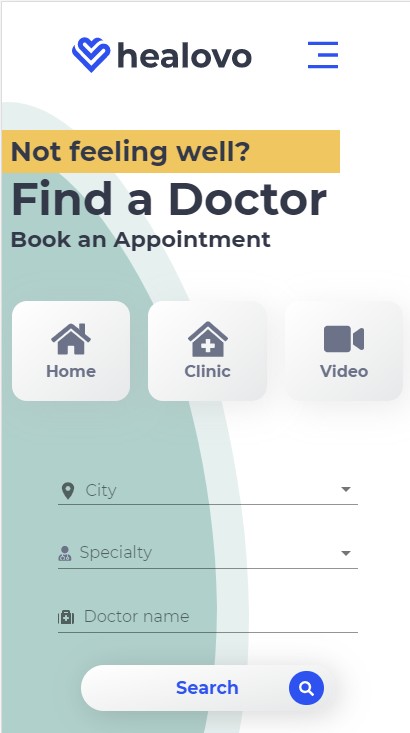 healovo
Not feeling well?
Find a Doctor
Book an Appointment
Home
Clinic
Video
City
Specialty
Doctor name
Search